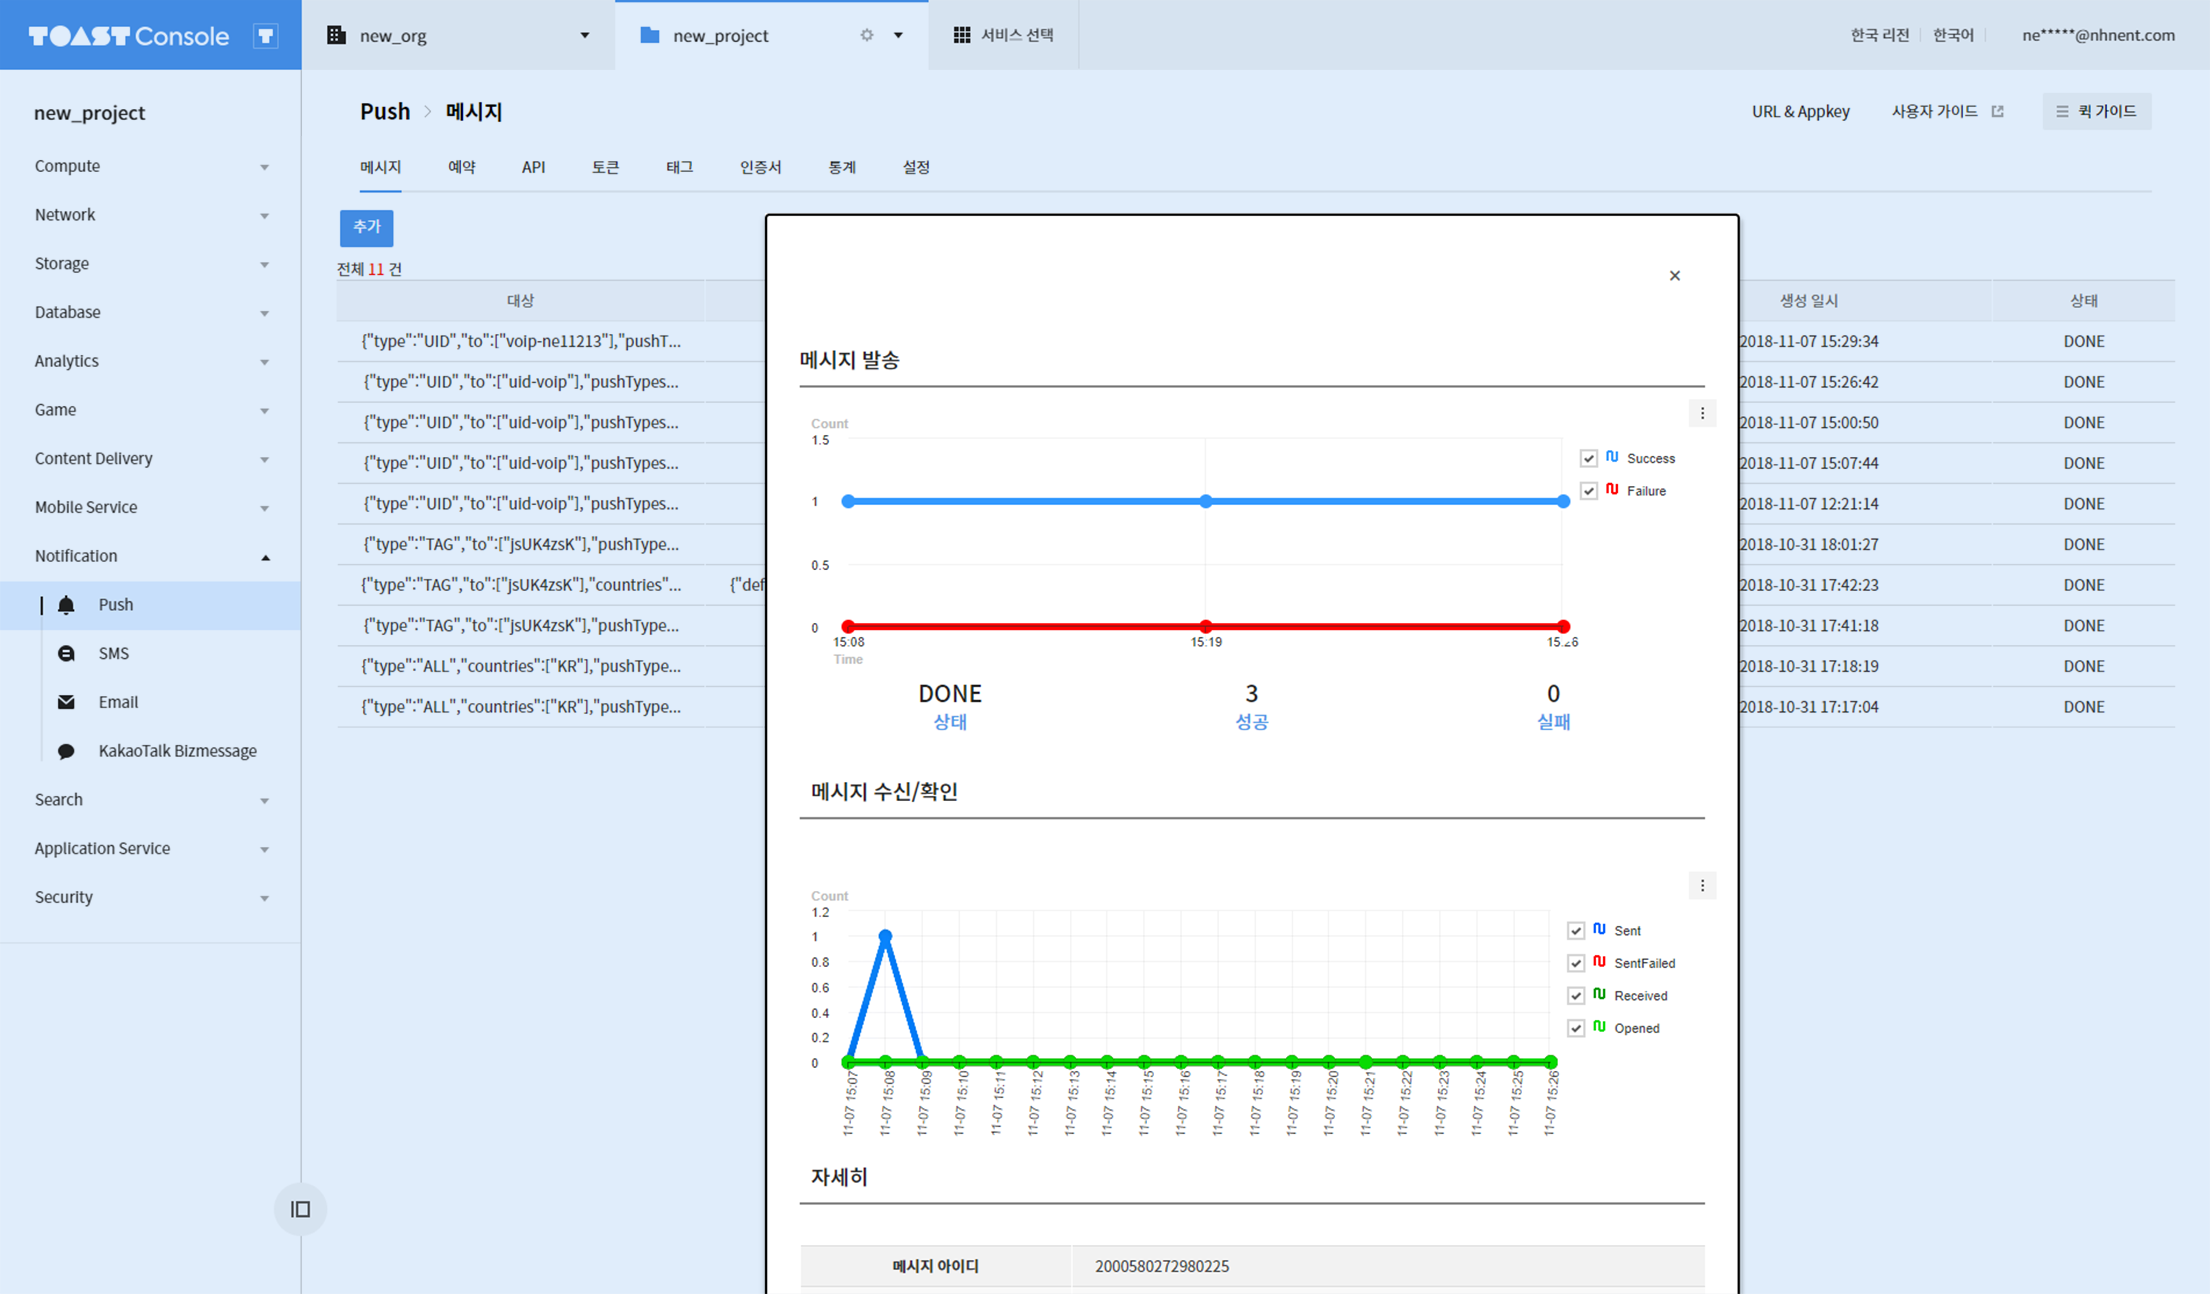 TOAST Console
new_org
new_project
서비스 선택
한국 리전
한국어
ne*****@nhnent.com
new_project
Compute
Network
Storage
Database
Analytics
Game
Content Delivery
Mobile Service
Notification
Push
SMS
Email
KakaoTalk Bizmessage
Search
Application Service
Security
Push > 메시지
URL & Appkey
사용자 가이드
퀵 가이드
메시지 예약 API 토큰 태그 인증서 통계 설정
추가
전체 11 건
대상 생성 일시 상태
{"type":"UID","to":["voip-ne11213"],"pushT... 2018-11-07 15:29:34 DONE
{"type":"UID","to":["uid-voip"],"pushTypes... 2018-11-07 15:26:42 DONE
{"type":"UID","to":["uid-voip"],"pushTypes... 2018-11-07 15:00:50 DONE
{"type":"UID","to":["uid-voip"],"pushTypes... 2018-11-07 15:07:44 DONE
{"type":"UID","to":["uid-voip"],"pushTypes... 2018-11-07 12:21:14 DONE
{"type":"TAG","to":["jsUK4zsK"],"pushType... 2018-10-31 18:01:27 DONE
{"type":"TAG","to":["jsUK4zsK"],"countries"... {"def 2018-10-31 17:42:23 DONE
{"type":"TAG","to":["jsUK4zsK"],"pushType... 2018-10-31 17:41:18 DONE
{"type":"ALL","countries":["KR"],"pushType... 2018-10-31 17:18:19 DONE
{"type":"ALL","countries":["KR"],"pushType... 2018-10-31 17:17:04 DONE
메시지 발송
Count
1.5
1
0.5
0
15:08 15:19 15:26
Time
Success
Failure
DONE 3 0
상태 성공 실패
메시지 수신/확인
Count
1.2
1
0.8
0.6
0.4
0.2
0
Sent
SentFailed
Received
Opened
11-07 15:07
11-07 15:08
11-07 15:09
11-07 15:10
11-07 15:11
11-07 15:12
11-07 15:13
11-07 15:14
11-07 15:15
11-07 15:16
11-07 15:17
11-07 15:18
11-07 15:19
11-07 15:20
11-07 15:21
11-07 15:22
11-07 15:23
11-07 15:24
11-07 15:25
11-07 15:26
자세히
메시지 아이디 2000580272980225